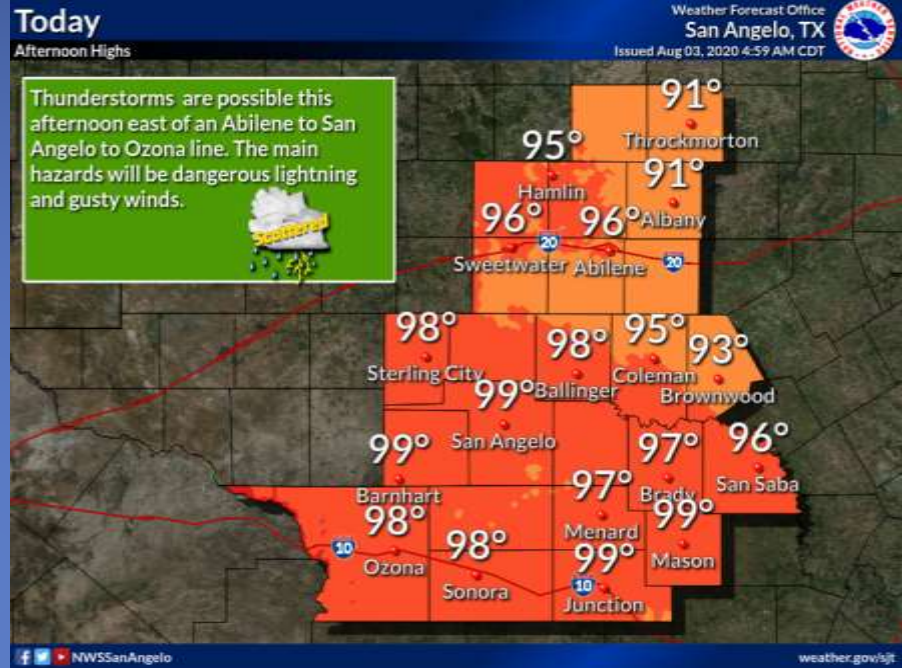 Today
Afternoon Highs
Weather Forecast Office
San Angelo, TX
Issued Aug 03, 2020 4:59 AM CDT
Thunderstorms are possible this
afternoon east of an Abilene to San
Angelo to Ozona line. The main
hazards will be dangerous lightning
and gusty winds.
Scattered
91°
Throckmorton
95°
Hamlin
91°
Albany
96°
Sweetwater
96°
Abilene
20
20
98°
Sterling City
98°
Ballinger
95°
Coleman
93°
Brownwood
99°
San Angelo
99°
Barnhart
97°
Brady
96°
San Saba
98°
Ozona
98°
Sonora
97°
Menard
99°
Mason
99°
Junction
10
10
NWSSanAngelo
weather.gov/sjt